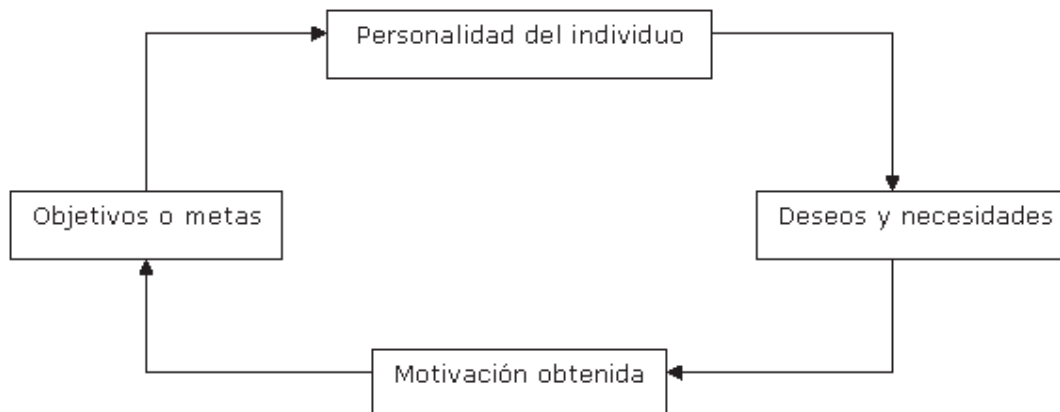 Personalidad del individuo
Objetivos o metas
Deseos y necesidades
Motivación obtenida